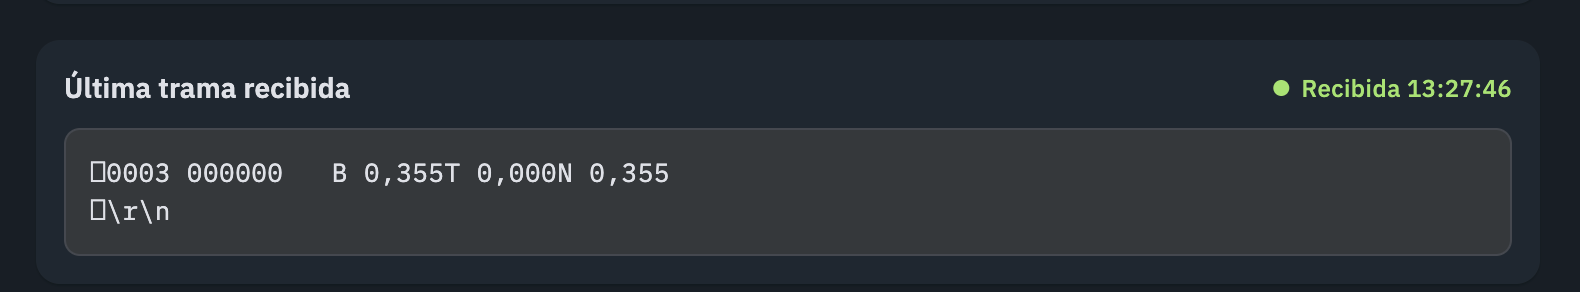 Última trama recibida
Recibida 13:27:46
□0003 000000   B 0,355T 0,000N 0,355
□\r\n